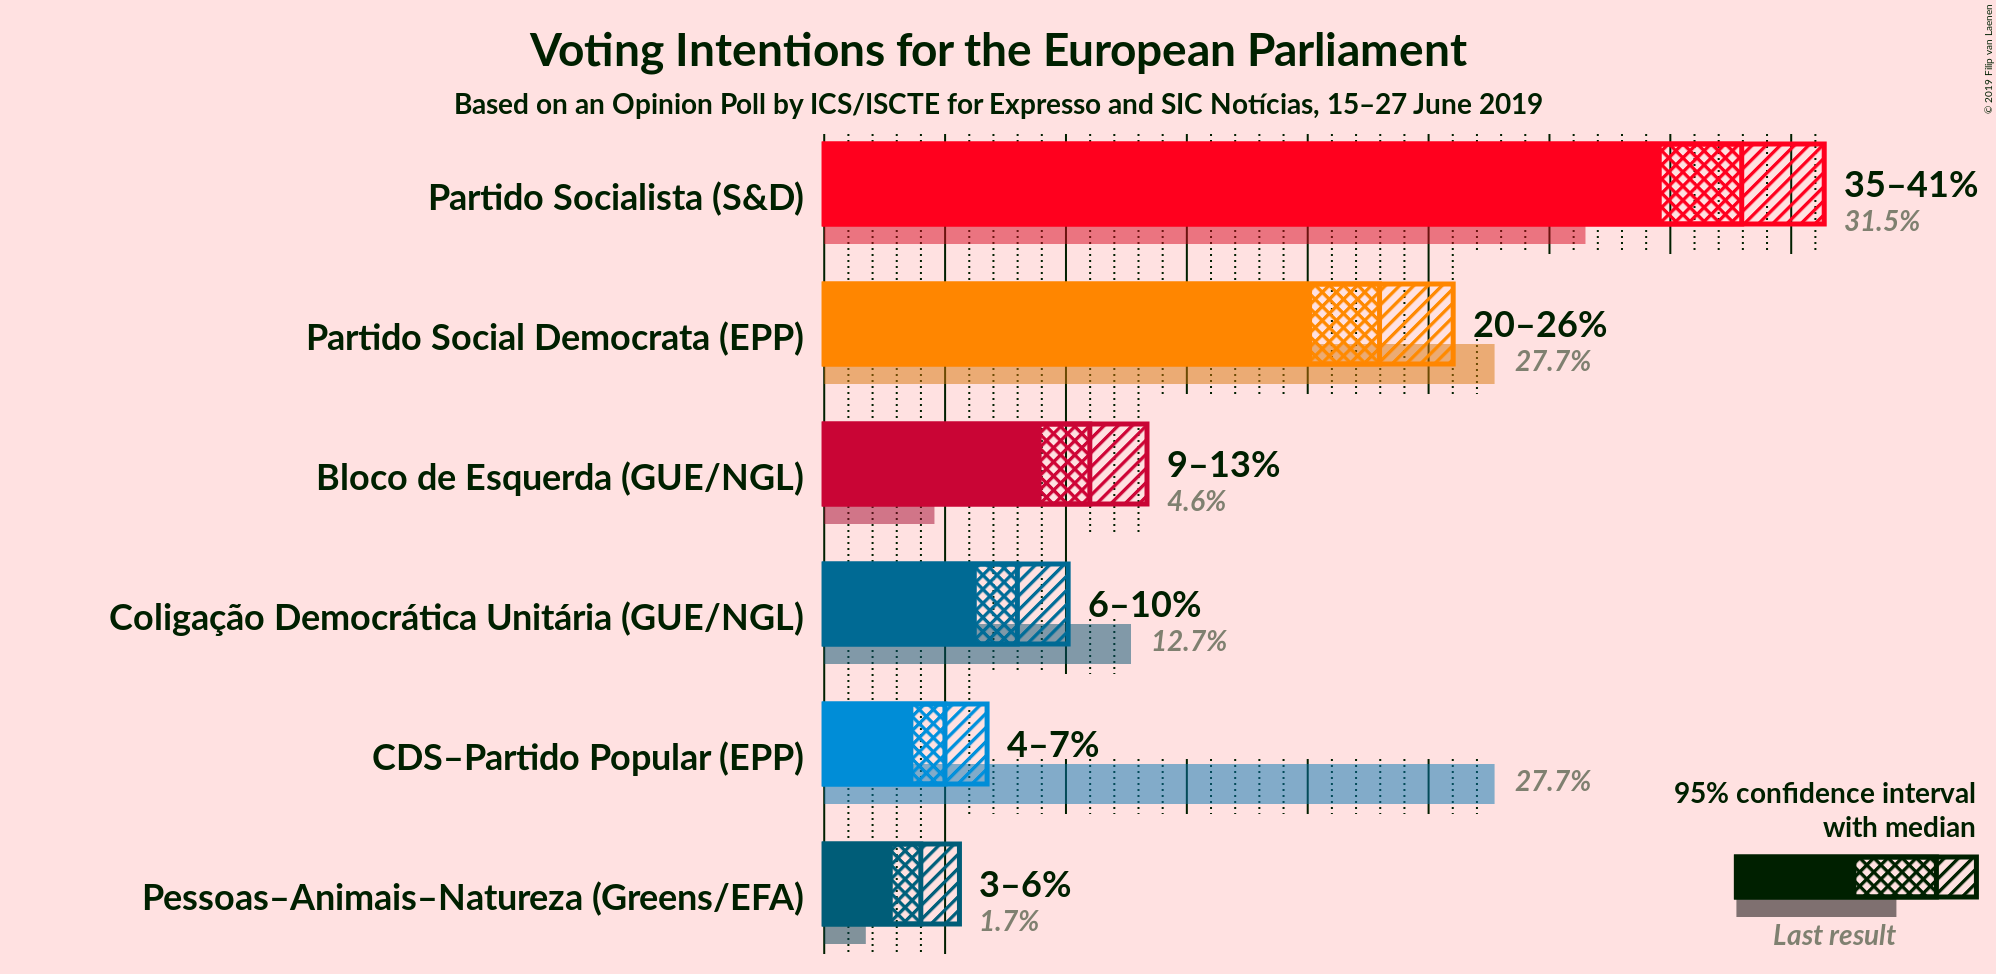 Voting Intentions for the European Parliament
Based on an Opinion Poll by ICS/ISCTE for Expresso and SIC Notícias, 15–27 June 2019
© 2019 Filip van Laenen
Partido Socialista (S&D)
35–41%
31.5%
Partido Social Democrata (EPP)
20–26%
27.7%
Bloco de Esquerda (GUE/NGL)
9–13%
4.6%
Coligação Democrática Unitária (GUE/NGL)
6–10%
12.7%
CDS–Partido Popular (EPP)
4–7%
27.7%
Pessoas–Animais–Natureza (Greens/EFA)
3–6%
1.7%
95% confidence interval
with median
Last result